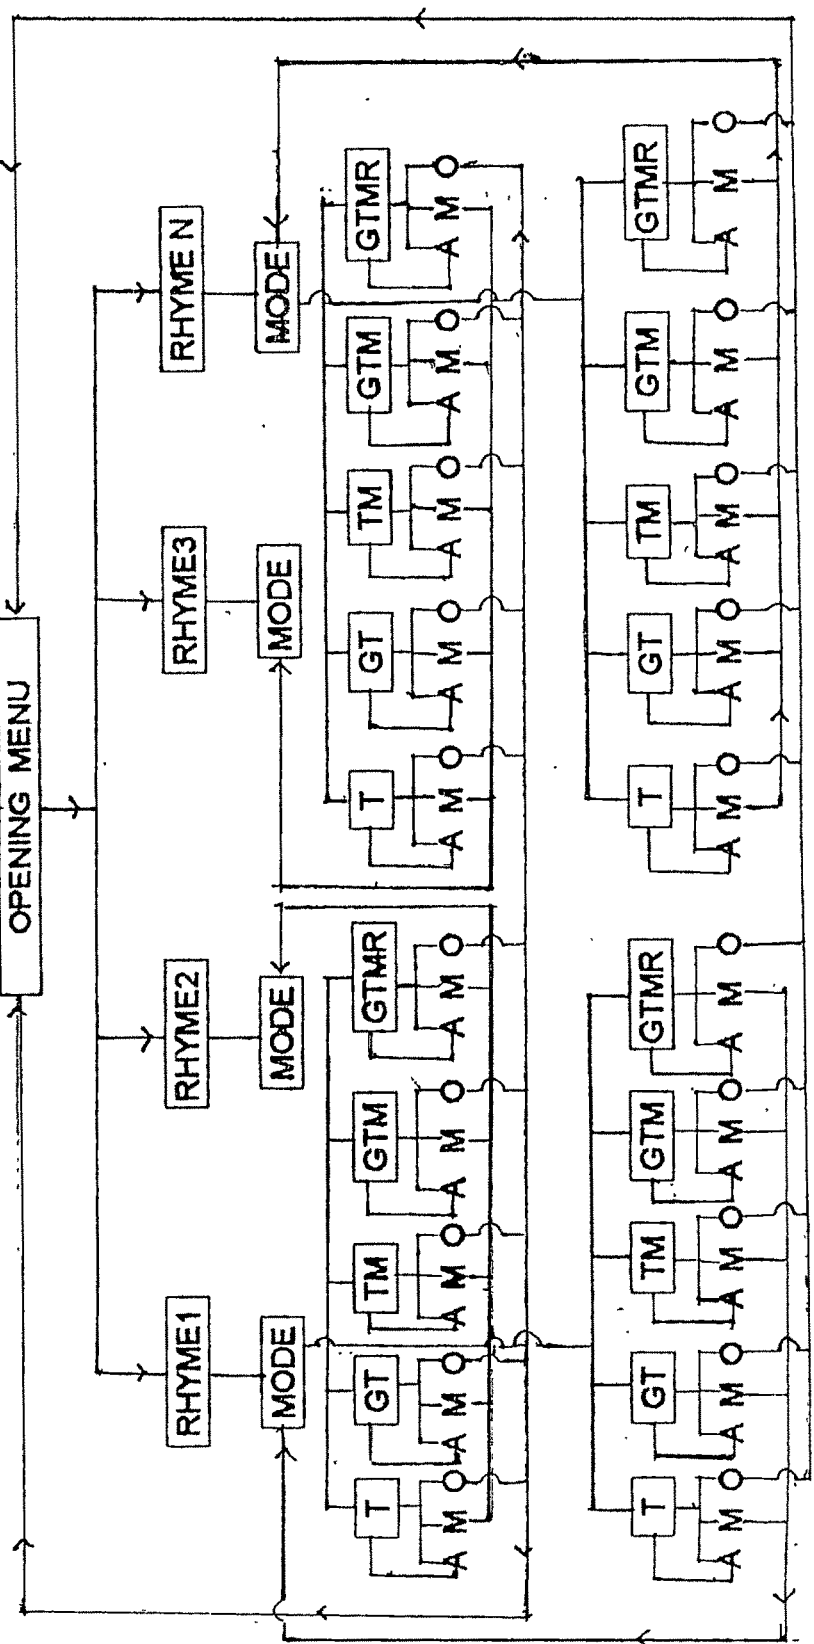 OPENING MENU
RHYME1 RHYME2 RHYME3 RHYME N
MODE MODE MODE MODE
T GT TM GTM GTMR T GT TM GTM GTMR
A M O A M O A M O A M O A M O A M O A M O A M O A M O A M O
T GT TM GTM GTMR T GT TM GTM GTMR
A M O A M O A M O A M O A M O A M O A M O A M O A M O A M O